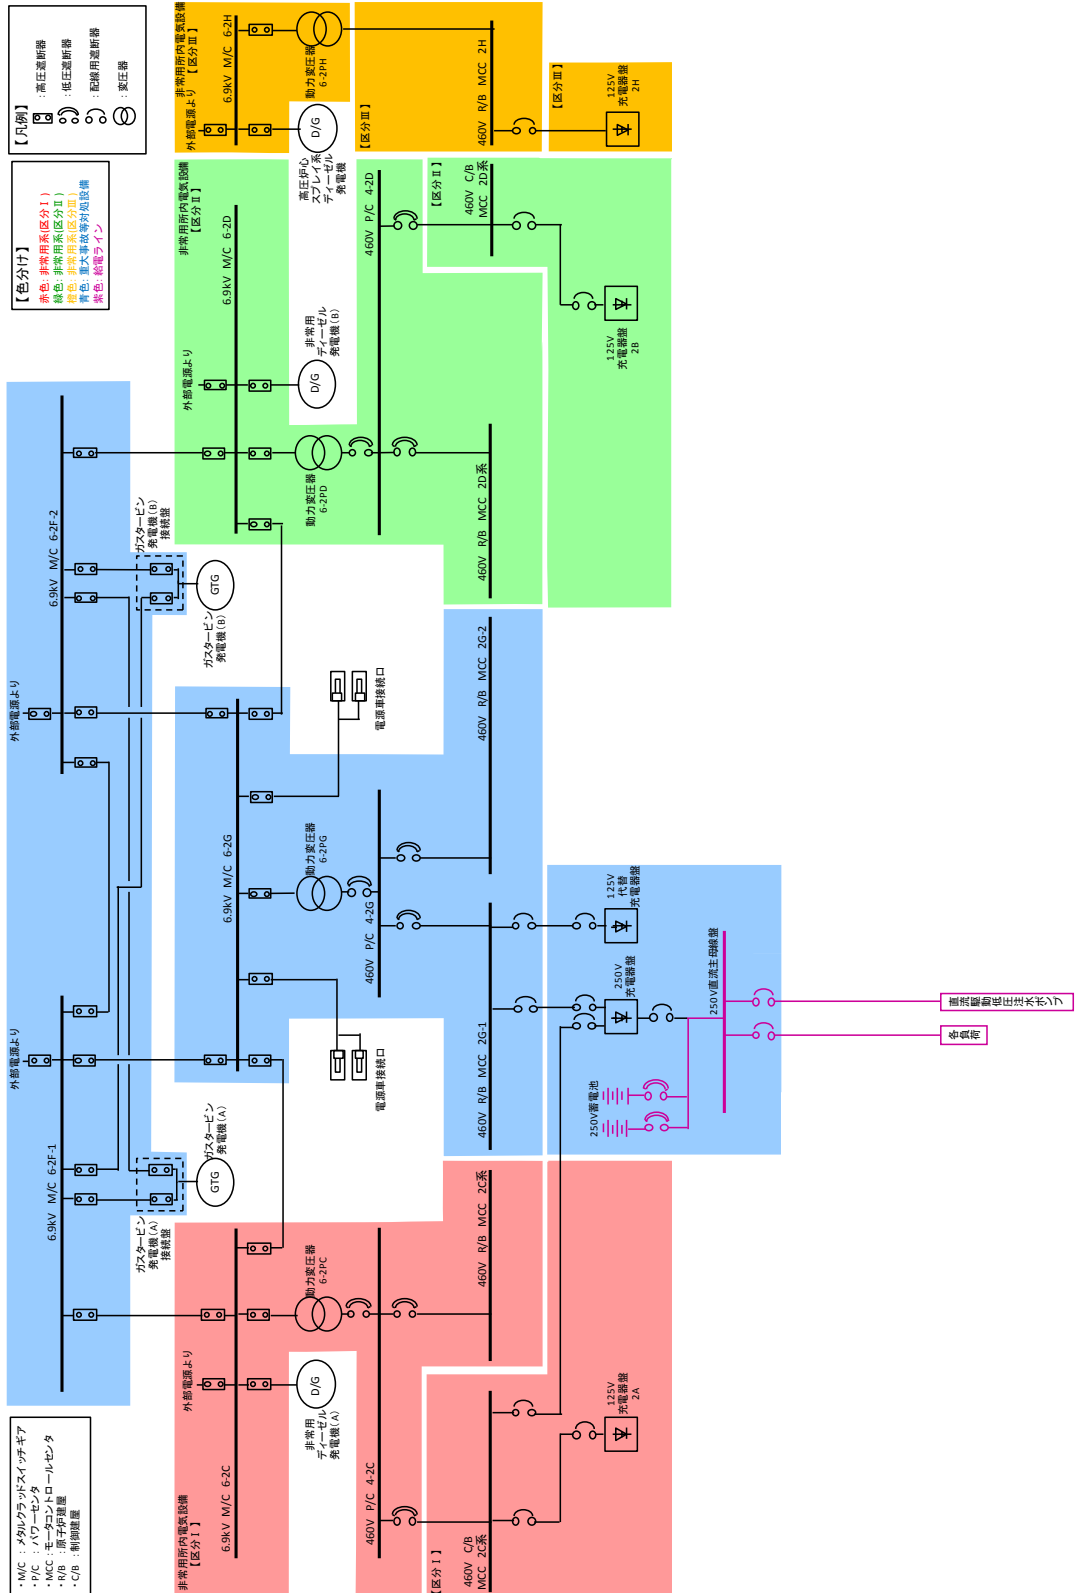 ・M/C : メタルクラッドスイッチギア
・P/C : パワーセンタ
・MCC : モータコントロールセンタ
・R/B : 原子炉建屋
・C/B : 制御建屋
【色分け】
赤色：非常用系(区分Ⅰ)
緑色：非常用系(区分Ⅱ)
橙色：非常用系(区分Ⅲ)
青色：重大事故等対処設備
紫色：給電ライン
【凡例】
：高圧遮断器
：低圧遮断器
：配線用遮断器
：変圧器
外部電源より
6.9kV M/C 6-2F-1
外部電源より
6.9kV M/C 6-2F-2
ガスタービン
発電機(A)
接続盤
GTG
ガスタービン
発電機(A)
ガスタービン
発電機(B)
接続盤
GTG
ガスタービン
発電機(B)
非常用所内電気設備
【区分Ⅰ】
外部電源より
6.9kV M/C 6-2C
D/G
非常用
ディーゼル
発電機(A)
動力変圧器
6-2PC
460V P/C 4-2C
【区分Ⅰ】
460V C/B
MCC 2C系
460V R/B MCC 2C系
125V
充電器盤
2A
6.9kV M/C 6-2G
電源車接続口
動力変圧器
6-2PG
電源車接続口
460V P/C 4-2G
460V R/B MCC 2G-1
460V R/B MCC 2G-2
250V
充電器盤
125V
代替
充電器盤
250V蓄電池
250V直流主母線盤
各負荷
直流駆動低圧注水ポンプ
非常用所内電気設備
【区分Ⅱ】
外部電源より
6.9kV M/C 6-2D
動力変圧器
6-2PD
D/G
非常用
ディーゼル
発電機(B)
460V P/C 4-2D
460V R/B MCC 2D系
【区分Ⅱ】
460V C/B
MCC 2D系
125V
充電器盤
2B
非常用所内電気設備
【区分Ⅲ】
外部電源より
6.9kV M/C 6-2H
D/G
高圧炉心
スプレイ系
ディーゼル
発電機
動力変圧器
6-2PH
【区分Ⅲ】
460V R/B MCC 2H
【区分Ⅲ】
125V
充電器盤
2H